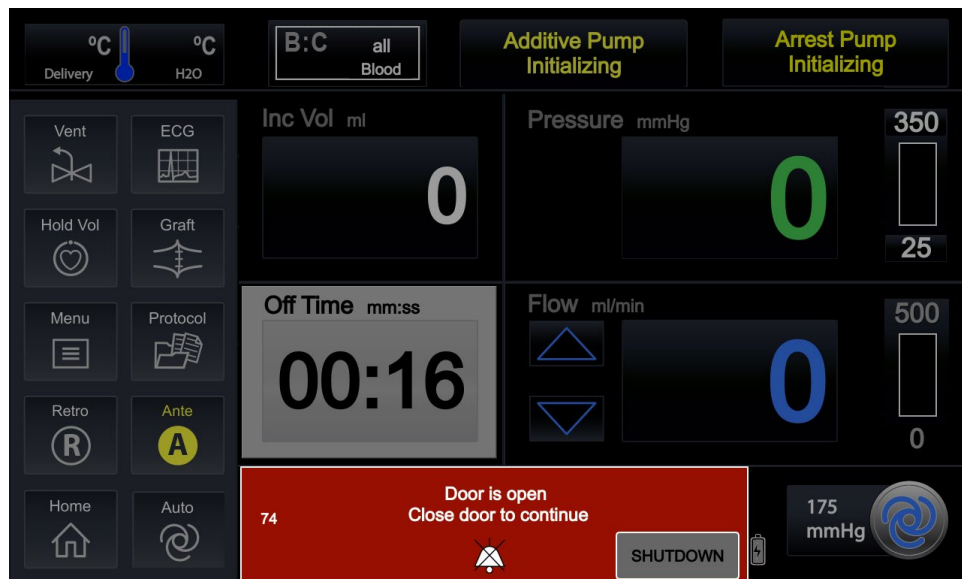 °C °C
Delivery H2O
B:C all
Blood
Additive Pump
Initializing
Arrest Pump
Initializing
Vent ECG
Hold Vol Graft
Menu Protocol
Retro Ante
R A
Home Auto
Inc Vol ml
0
Pressure mmHg
0
350
25
Off Time mm:ss
00:16
Flow ml/min
0
500
0
74
Door is open
Close door to continue
SHUTDOWN
175
mmHg